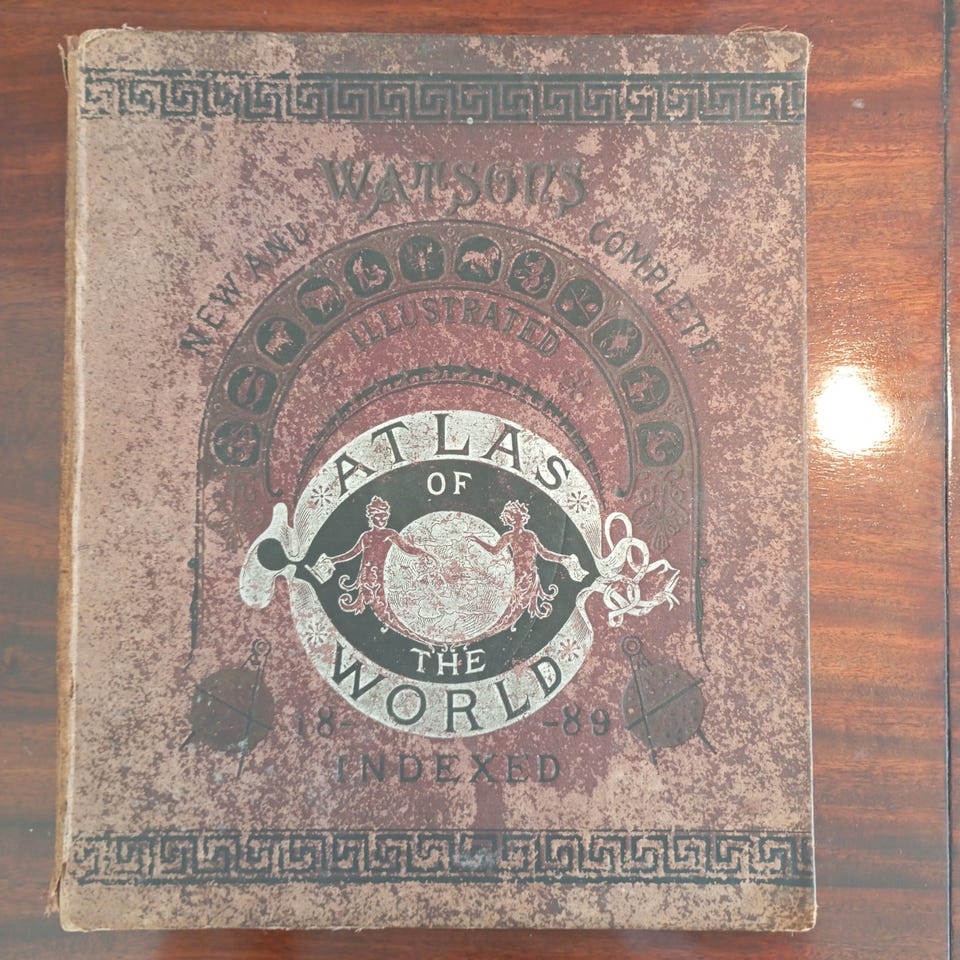 WATSON'S
NEW AND COMPLETE
ILLUSTRATED
ATLAS
OF
THE
WORLD
18- -89
INDEXED